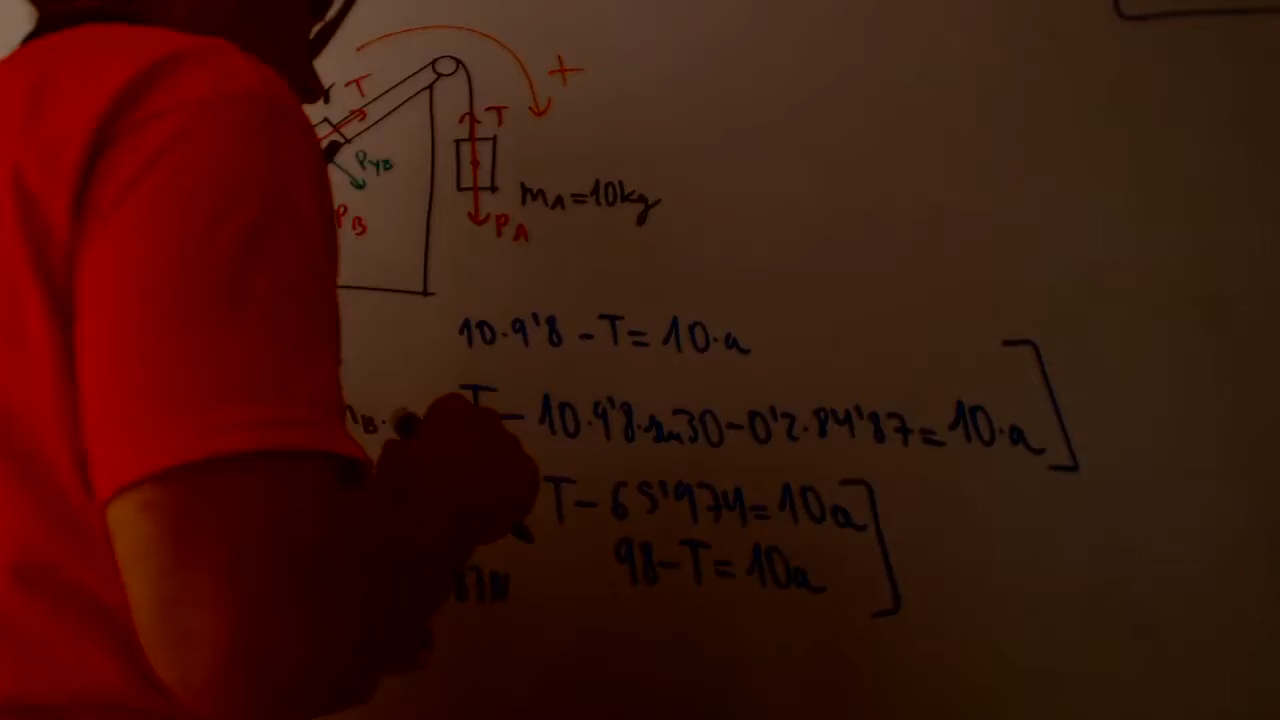 T
+
T
PYB
mA=10kg
PB
PA
10·9'8-T=10·a
T-10·9'8·sen30-0'2·84'87=10·a
T-65'974=10a
98-T=10a